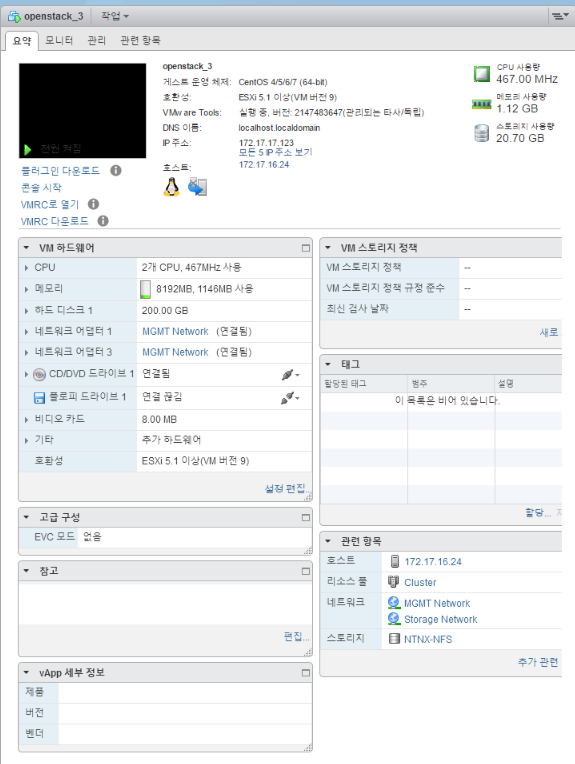 openstack_3 작업
요약 모니터 관리 관련 항목
전원 켜짐
플러그인 다운로드
콘솔 시작
VMRC로 열기
VMRC 다운로드
openstack_3
게스트 운영 체제: CentOS 4/5/6/7 (64-bit)
호환성: ESXi 5.1 이상(VM 버전 9)
VMware Tools: 실행 중, 버전: 2147483647(관리되는 타사/독립)
DNS 이름: localhost.localdomain
IP 주소: 172.17.17.123
모든 5 IP 주소 보기
호스트: 172.17.16.24
CPU 사용량
467.00 MHz
메모리 사용량
1.12 GB
스토리지 사용량
20.70 GB
VM 하드웨어
CPU 2개 CPU, 467MHz 사용
메모리 8192MB, 1146MB 사용
하드 디스크 1 200.00 GB
네트워크 어댑터 1 MGMT Network (연결됨)
네트워크 어댑터 3 MGMT Network (연결됨)
CD/DVD 드라이브 1 연결됨
플로피 드라이브 1 연결 끊김
비디오 카드 8.00 MB
기타 추가 하드웨어
호환성 ESXi 5.1 이상(VM 버전 9)
설정 편집...
고급 구성
EVC 모드 없음
참고
편집...
vApp 세부 정보
제품
버전
벤더
VM 스토리지 정책
VM 스토리지 정책 --
VM 스토리지 정책 규정 준수 --
최신 검사 날짜 --
새로
태그
할당된 태그 범주 설명
이 목록은 비어 있습니다.
할당...
관련 항목
호스트 172.17.16.24
리소스 풀 Cluster
네트워크 MGMT Network
Storage Network
스토리지 NTNX-NFS
추가 관련